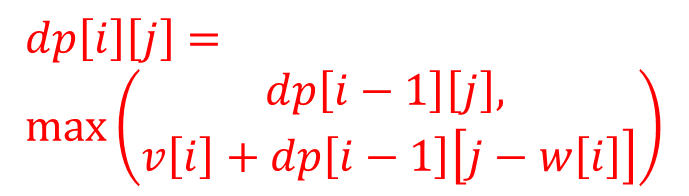 dp[i][j] =
max(dp[i − 1][j],
v[i] + dp[i − 1][j − w[i]])